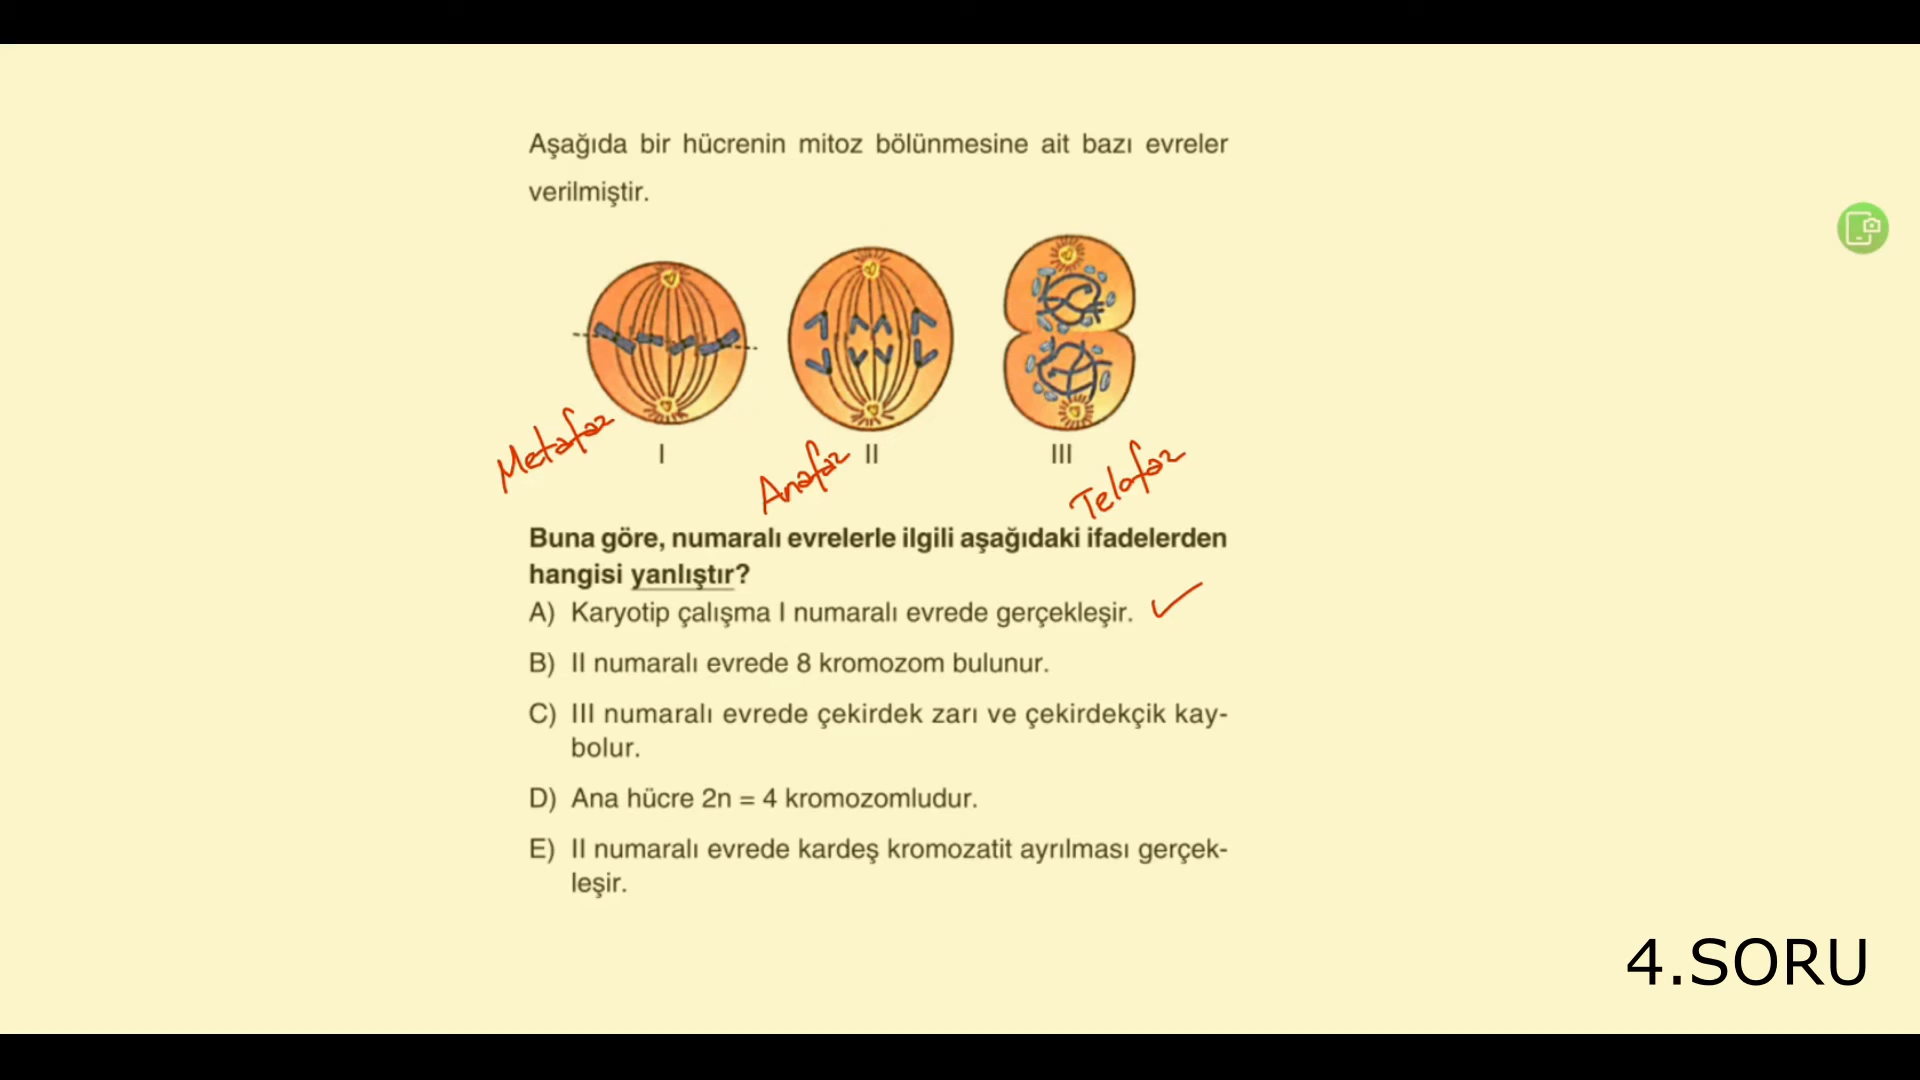 Aşağıda bir hücrenin mitoz bölünmesine ait bazı evreler
verilmiştir.
Metafaz
I
Anafaz
II
III
Telofaz
Buna göre, numaralı evrelerle ilgili aşağıdaki ifadelerden
hangisi yanlıştır?
A) Karyotip çalışma I numaralı evrede gerçekleşir.
B) II numaralı evrede 8 kromozom bulunur.
C) III numaralı evrede çekirdek zarı ve çekirdekçik kay-
bolur.
D) Ana hücre 2n = 4 kromozomludur.
E) II numaralı evrede kardeş kromozatit ayrılması gerçek-
leşir.
4.SORU